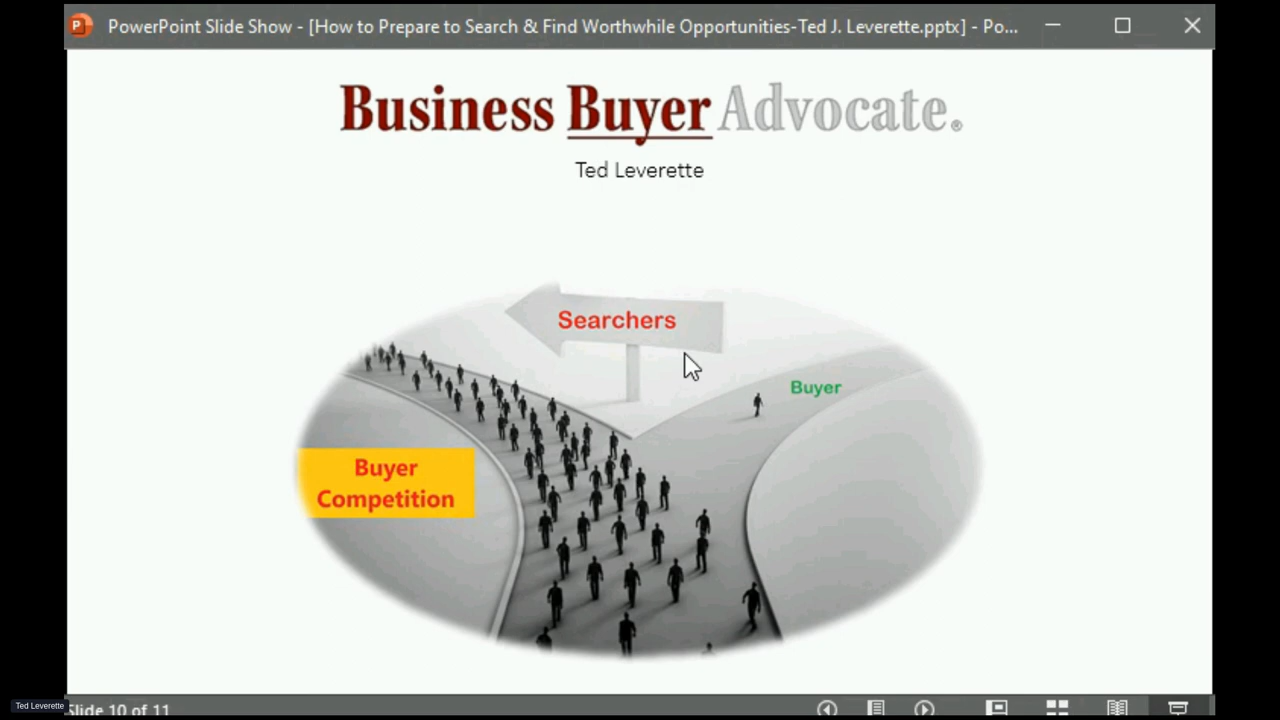 PowerPoint Slide Show - [How to Prepare to Search & Find Worthwhile Opportunities-Ted J. Leverette.pptx] - Po...
Business Buyer Advocate.®
Ted Leverette
Searchers
Buyer
Buyer
Competition
Ted Leverette
Slide 10 of 11